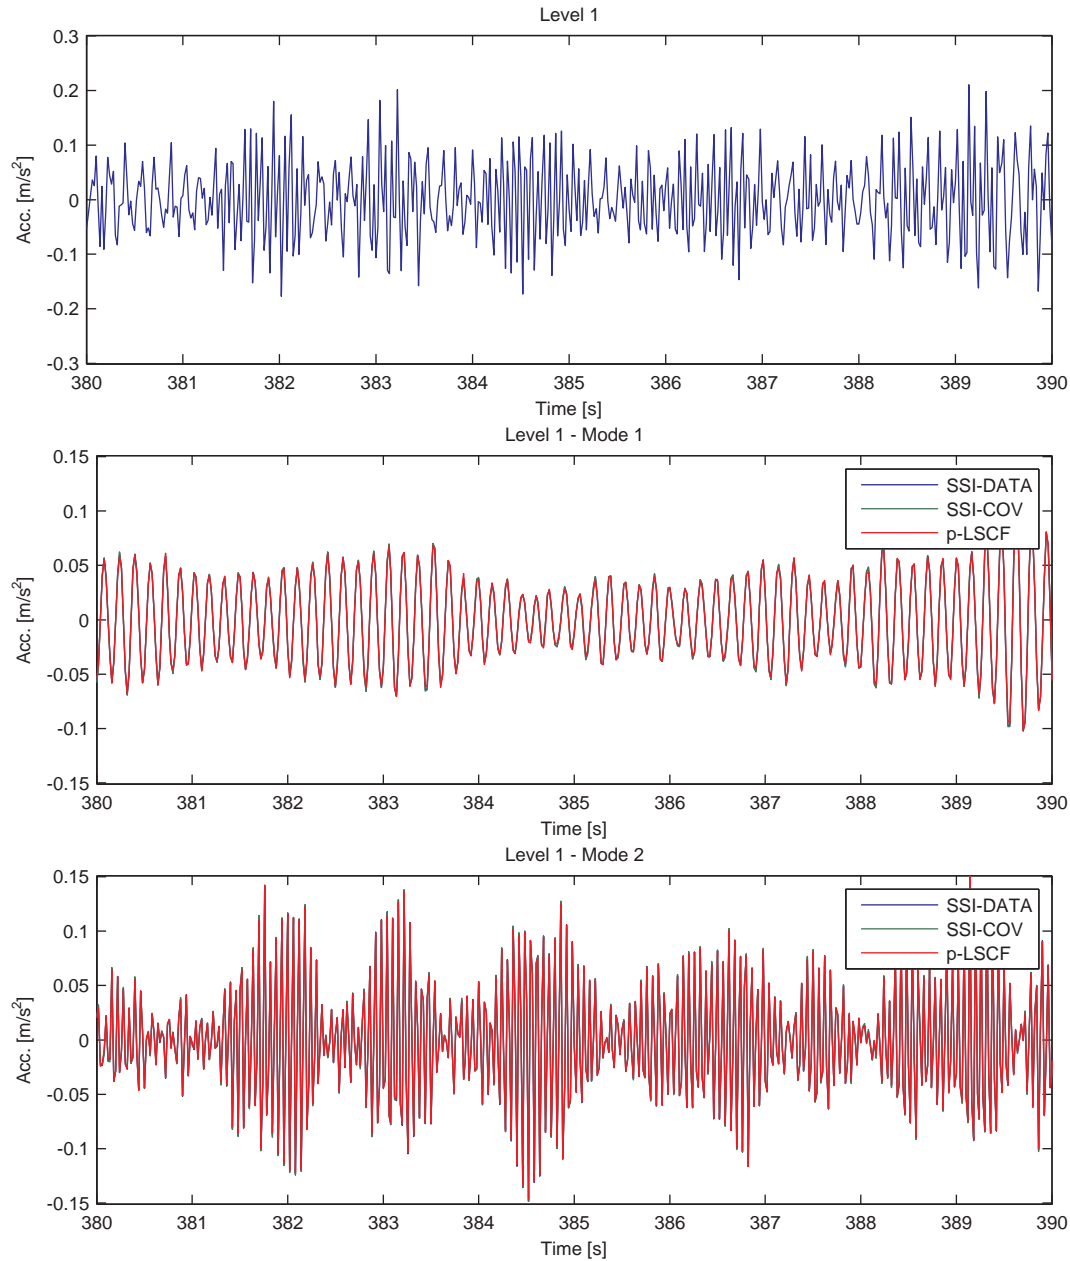 Level 1
0.3
0.2
0.1
0
-0.1
-0.2
-0.3
Acc. [m/s²]
380 381 382 383 384 385 386 387 388 389 390
Time [s]
Level 1 - Mode 1
0.15
0.1
0.05
0
-0.05
-0.1
-0.15
Acc. [m/s²]
SSI-DATA
SSI-COV
p-LSCF
380 381 382 383 384 385 386 387 388 389 390
Time [s]
Level 1 - Mode 2
0.15
0.1
0.05
0
-0.05
-0.1
-0.15
Acc. [m/s²]
SSI-DATA
SSI-COV
p-LSCF
380 381 382 383 384 385 386 387 388 389 390
Time [s]